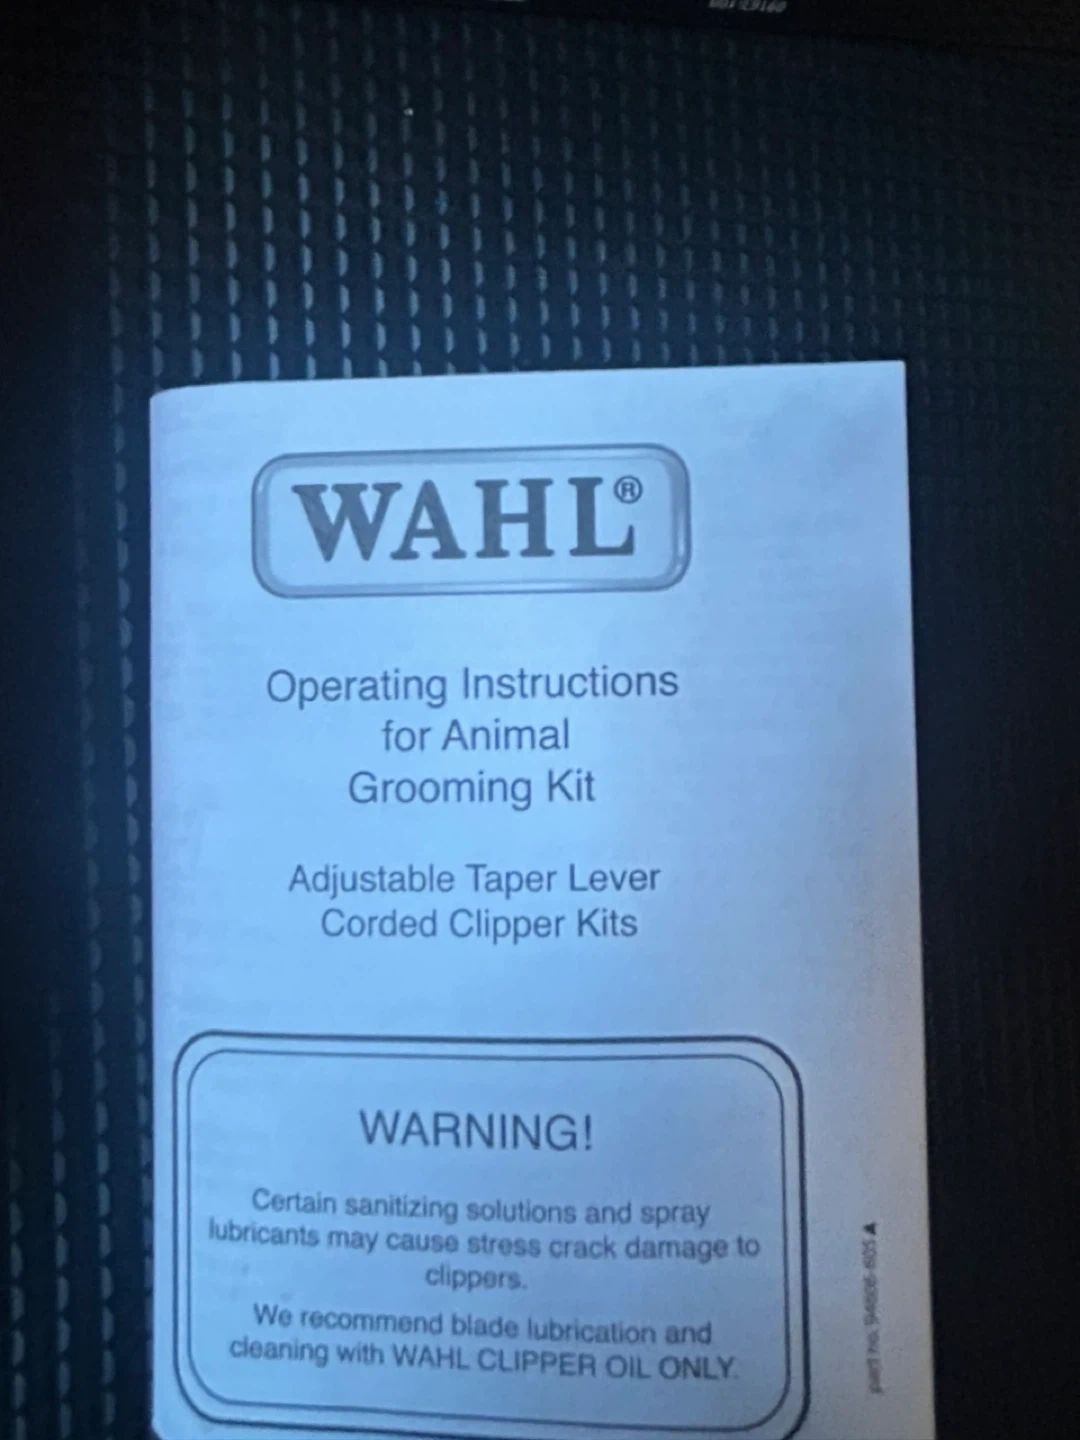 WAHL®
Operating Instructions
for Animal
Grooming Kit
Adjustable Taper Lever
Corded Clipper Kits
WARNING!
Certain sanitizing solutions and spray
lubricants may cause stress crack damage to
clippers.
We recommend blade lubrication and
cleaning with WAHL CLIPPER OIL ONLY.
part no. A